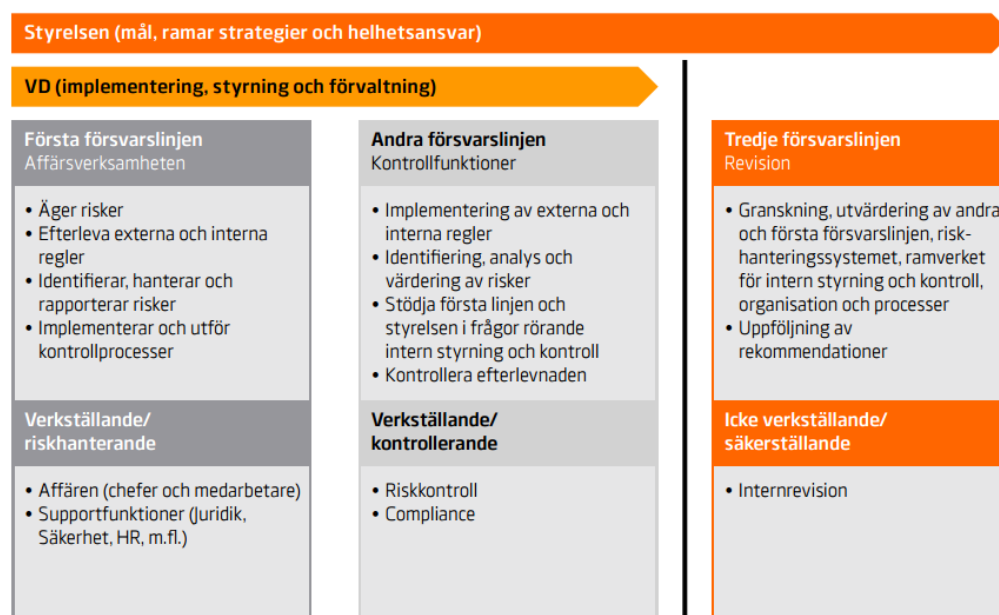 Styrelsen (mål, ramar strategier och helhetsansvar)
VD (implementering, styrning och förvaltning)
Första försvarslinjen
Affärsverksamheten
• Äger risker
• Efterleva externa och interna
regler
• Identifierar, hanterar och
rapporterar risker
• Implementerar och utför
kontrollprocesser
Verkställande/
riskhanterande
• Affären (chefer och medarbetare)
• Supportfunktioner (Juridik,
Säkerhet, HR, m.fl.)
Andra försvarslinjen
Kontrollfunktioner
• Implementering av externa och
interna regler
• Identifiering, analys och
värdering av risker
• Stödja första linjen och
styrelsen i frågor rörande
intern styrning och kontroll
• Kontrollera efterlevnaden
Verkställande/
kontrollerande
• Riskkontroll
• Compliance
Tredje försvarslinjen
Revision
• Granskning, utvärdering av andra
och första försvarslinjen, risk-
hanteringssystemet, ramverket
för intern styrning och kontroll,
organisation och processer
• Uppföljning av
rekommendationer
Icke verkställande/
säkerställande
• Internrevision